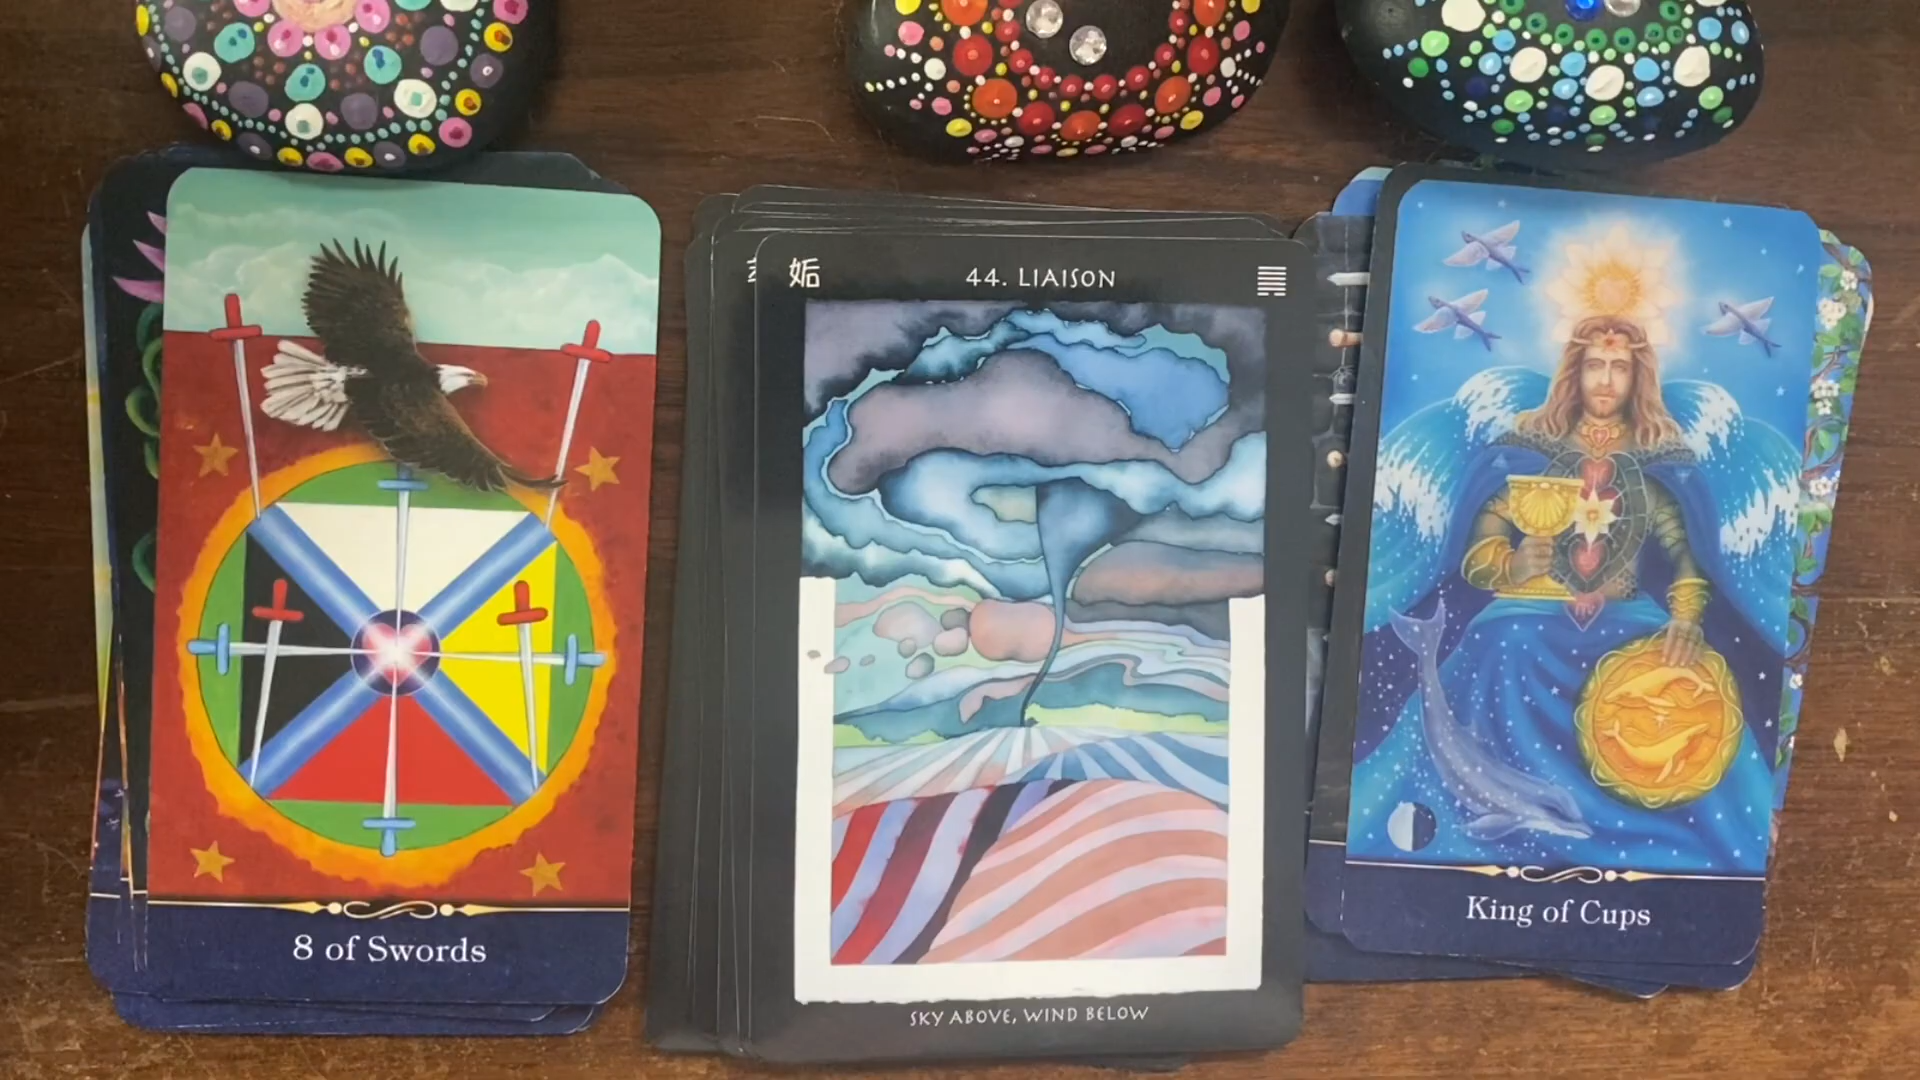 8 of Swords
姤
44. LIAISON
SKY ABOVE, WIND BELOW
King of Cups